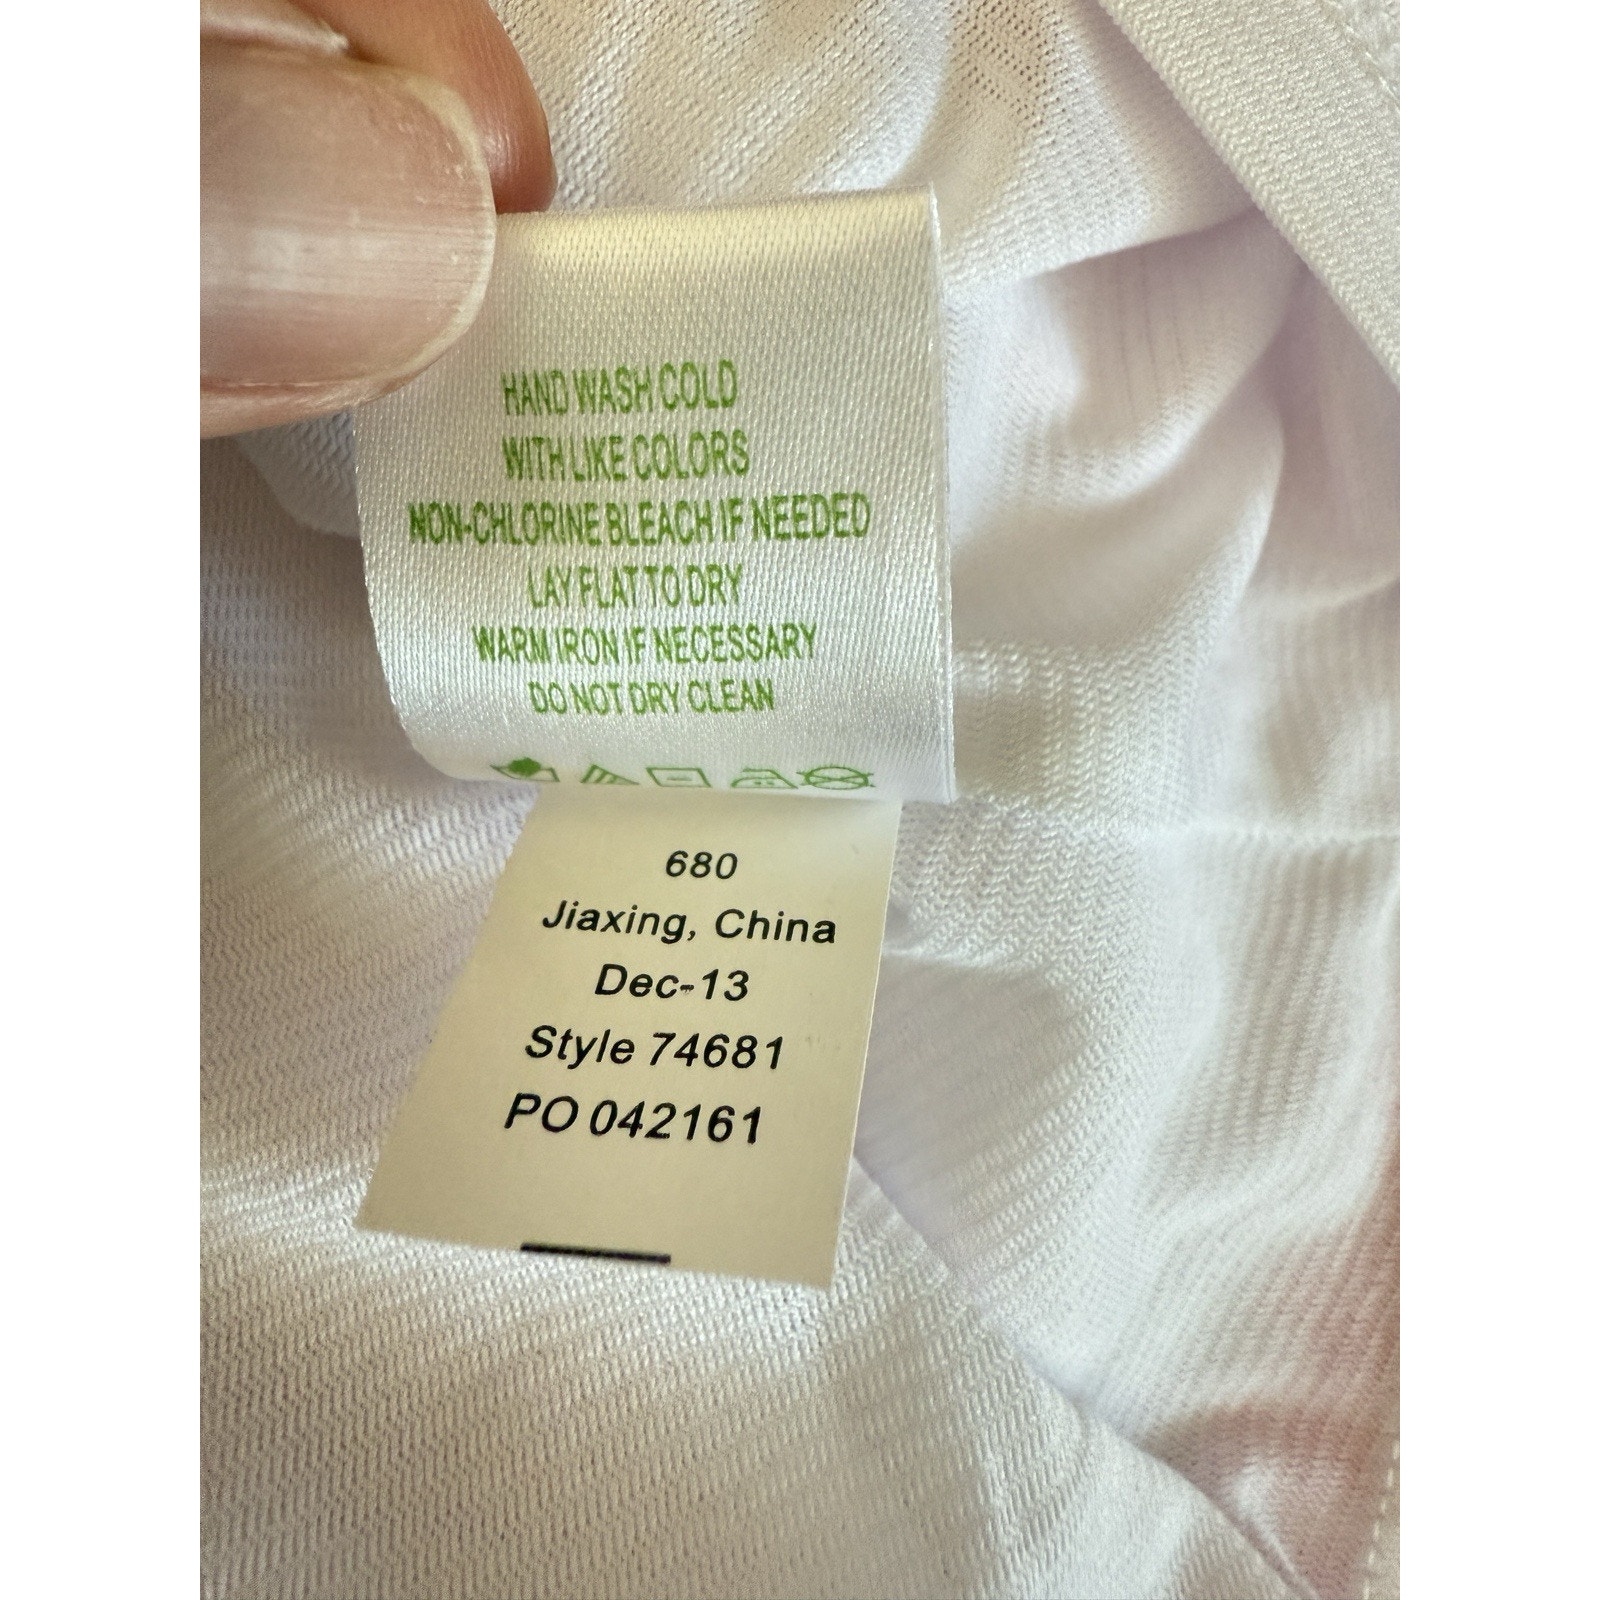 HAND WASH COLD
WITH LIKE COLORS
NON-CHLORINE BLEACH IF NEEDED
LAY FLAT TO DRY
WARM IRON IF NECESSARY
DO NOT DRY CLEAN
680
Jiaxing, China
Dec-13
Style 74681
PO 042161